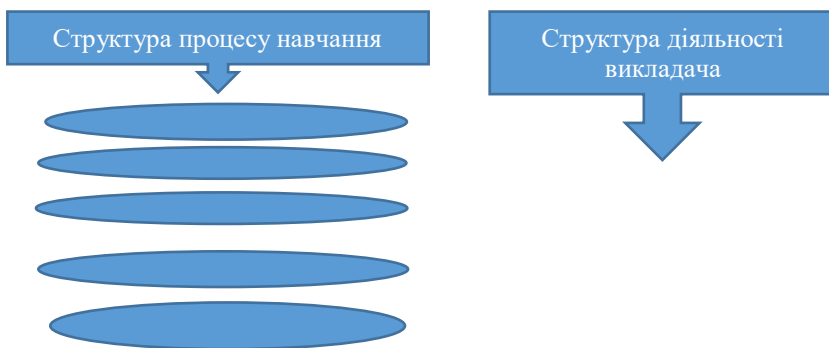 Структура процесу навчання
Структура діяльності
викладача